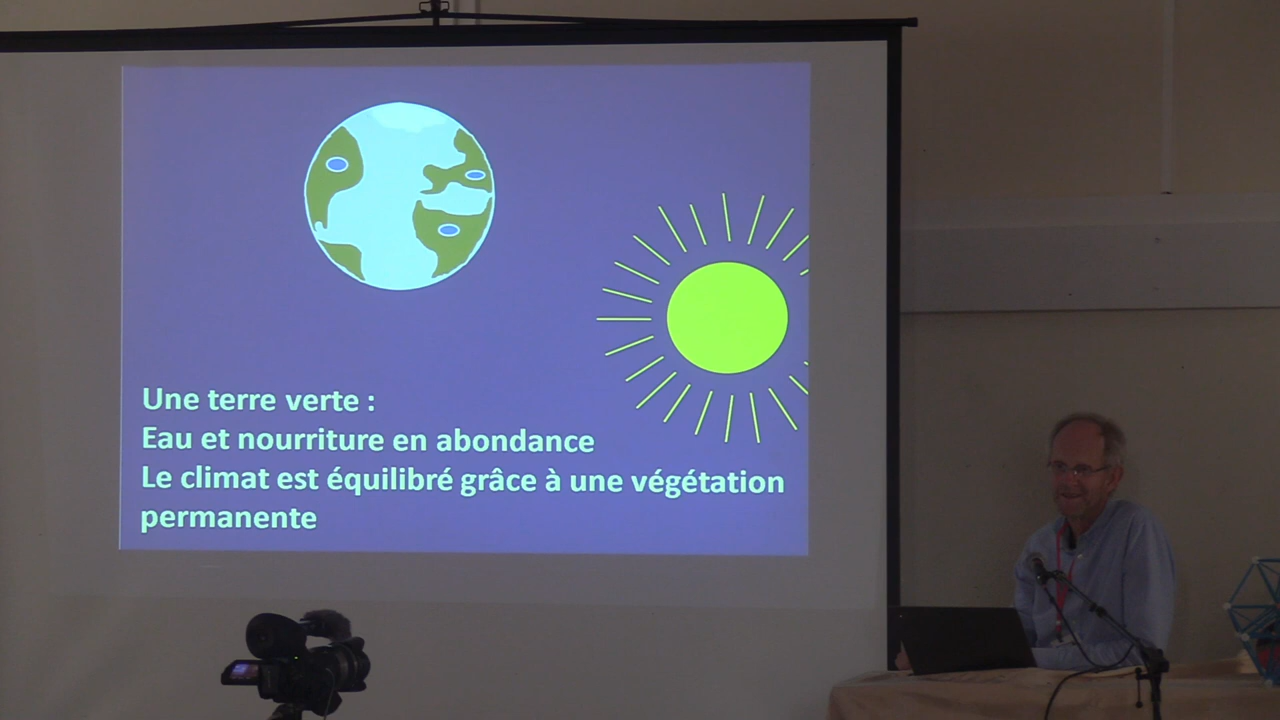 Une terre verte :
Eau et nourriture en abondance
Le climat est équilibré grâce à une végétation
permanente